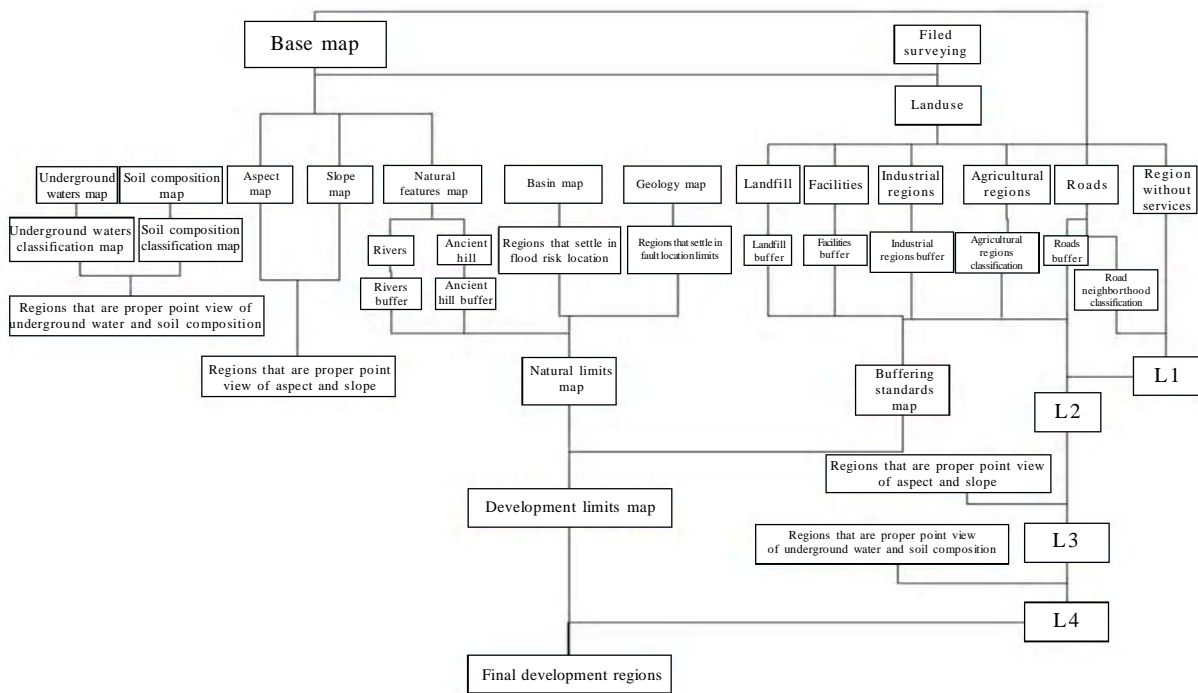 Base map
Filed
surveying
Landuse
Underground
waters map
Soil composition
map
Aspect
map
Slope
map
Natural
features map
Basin map
Geology map
Landfill
Facilities
Industrial
regions
Agricultural
regions
Roads
Region
without
services
Underground waters
classification map
Soil composition
classification map
Rivers
Ancient
hill
Regions that settle in
flood risk location
Regions that settle in
fault location limits
Landfill
buffer
Facilities
buffer
Industrial
regions buffer
Agricultural
regions
classification
Roads
buffer
Road
neighborhood
classification
Rivers
buffer
Ancient
hill buffer
Regions that are proper point view of
underground water and soil composition
Regions that are proper point
view of aspect and slope
Natural limits
map
Buffering
standards
map
L1
L2
Regions that are proper point view
of aspect and slope
Development limits map
Regions that are proper point view
of underground water and soil composition
L3
L4
Final development regions